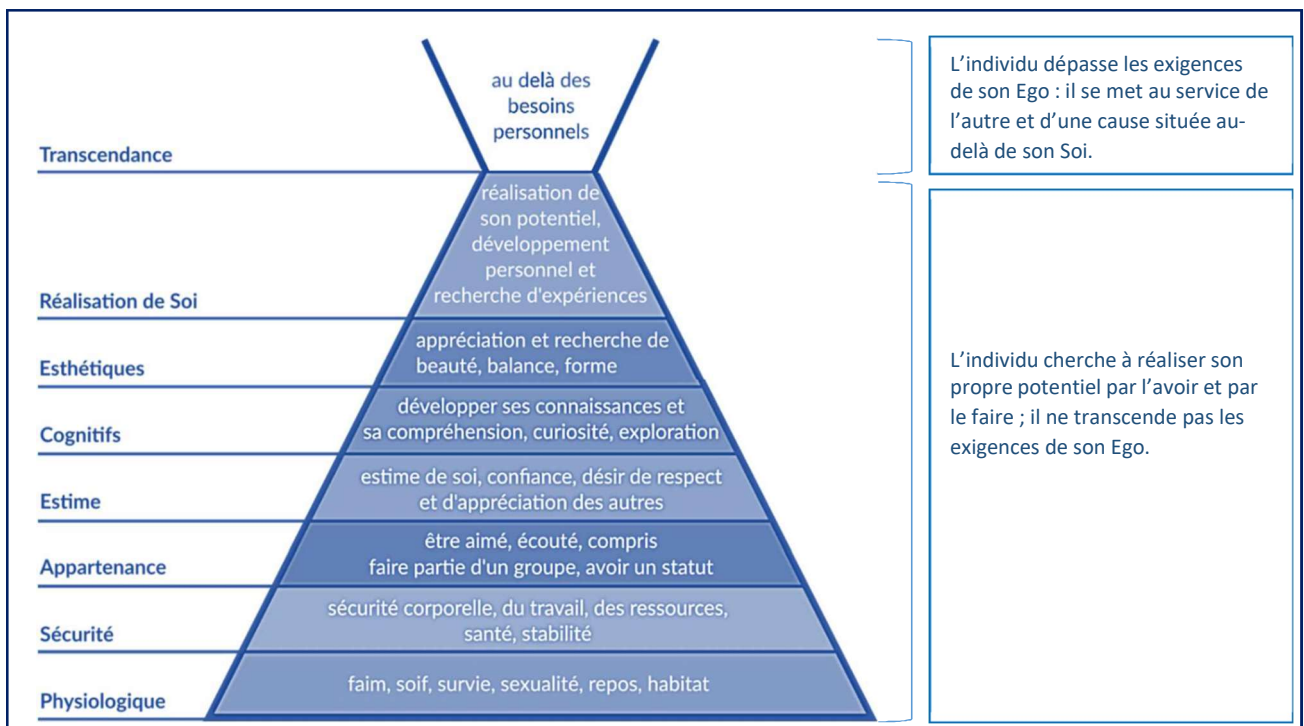 au delà des
besoins
personnels
Transcendance
L’individu dépasse les exigences
de son Ego : il se met au service de
l’autre et d’une cause située au-
delà de son Soi.
réalisation de
son potentiel,
développement
personnel et
recherche d'expériences
Réalisation de Soi
appréciation et recherche de
beauté, balance, forme
Esthétiques
développer ses connaissances et
sa compréhension, curiosité, exploration
Cognitifs
estime de soi, confiance, désir de respect
et d'appréciation des autres
Estime
être aimé, écouté, compris
faire partie d'un groupe, avoir un statut
Appartenance
sécurité corporelle, du travail, des ressources,
santé, stabilité
Sécurité
faim, soif, survie, sexualité, repos, habitat
Physiologique
L’individu cherche à réaliser son
propre potentiel par l’avoir et par
le faire ; il ne transcende pas les
exigences de son Ego.